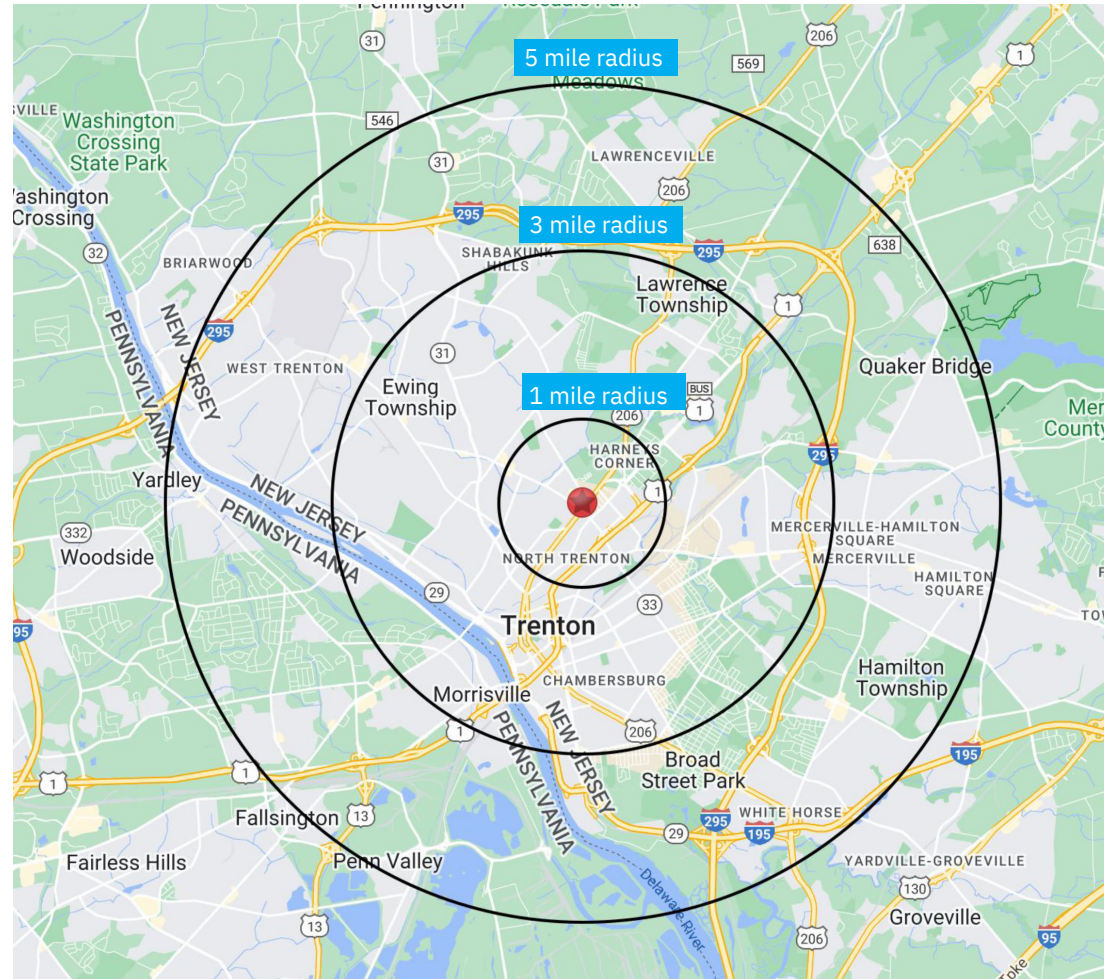 Pennington
Rosedale Park
31
206
1
5 mile radius
569
Meadows
Washington
Crossing
State Park
546
31
LAWRENCEVILLE
206
Washington
Crossing
295
3 mile radius
638
32
BRIARWOOD
SHABAKUNK
HILLS
295
Lawrence
Township
1
295
NEW JERSEY
PENNSYLVANIA
31
WEST TRENTON
Quaker Bridge
Ewing
Township
1 mile radius
BUS
1
206
HARNEYS
CORNER
295
Yardley
NEW JERSEY
PENNSYLVANIA
1
332
Woodside
MERCERVILLE-HAMILTON
SQUARE
MERCERVILLE
NORTH TRENTON
HAMILTON
SQUARE
29
33
Trenton
95
Hamilton
Township
CHAMBERSBURG
Morrisville
NEW JERSEY
PENNSYLVANIA
1
206
195
Broad
Street Park
1
1
Fallsington
13
WHITE HORSE
295
195
29
Fairless Hills
Penn Valley
YARDVILLE-GROVEVILLE
130
Delaware River
Groveville
13
206
95
Tpke